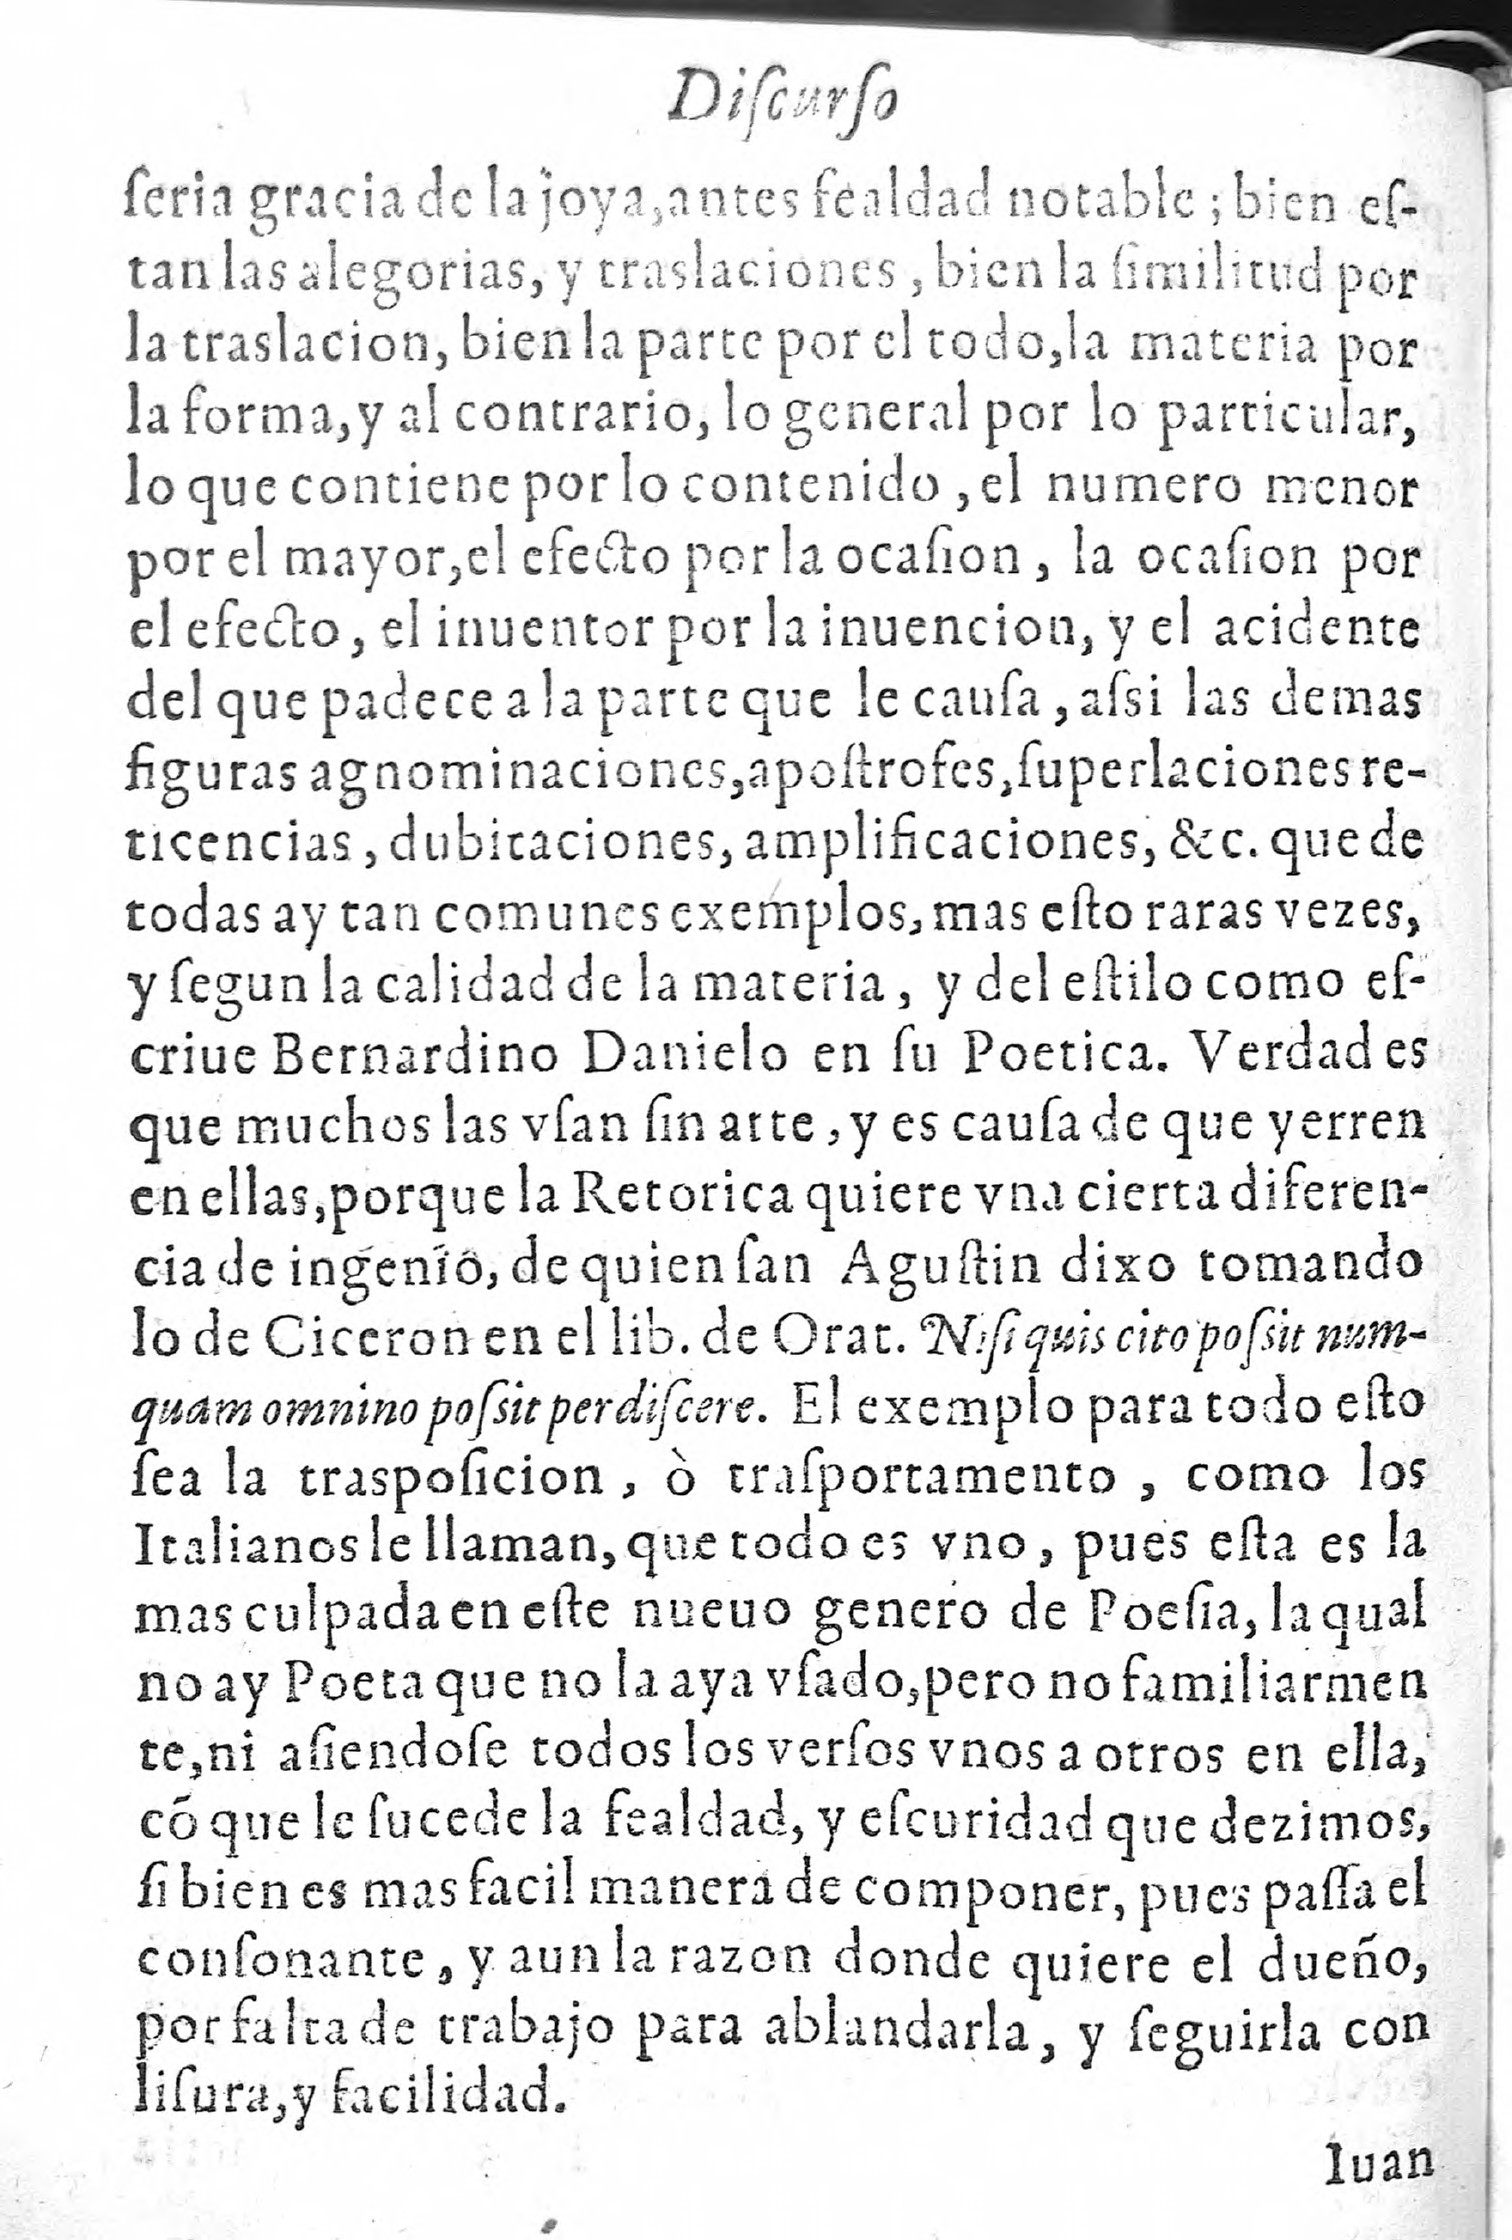 Diſcurſo
ſeria gracia de la joya, antes fealdad notable; bien eſ-
tan las alegorias, y traslaciones, bien la ſimilitud por
la traslacion, bien la parte por el todo, la materia por
la forma, y al contrario, lo general por lo particular,
lo que contiene por lo contenido, el numero menor
por el mayor, el efecto por la ocaſion, la ocaſion por
el efecto, el inuentor por la inuencion, y el acidente
del que padece a la parte que le cauſa, aſsi las demas
figuras agnominaciones, apoſtrofes, ſuperlaciones re-
ticencias, dubitaciones, amplificaciones, &c. que de
todas ay tan comunes exemplos, mas eſto raras vezes,
y ſegun la calidad de la materia, y del eſtilo como eſ-
criue Bernardino Danielo en ſu Poetica. Verdad es
que muchos las vſan ſin arte, y es cauſa de que yerren
en ellas, porque la Retorica quiere vna cierta diferen-
cia de ingenio, de quien ſan Aguſtin dixo tomando
lo de Ciceron en el lib. de Orat. Niſi quis cito poſsit num-
quam omnino poſsit perdiſcere. El exemplo para todo eſto
ſea la traspoſicion, ò traſportamento, como los
Italianos le llaman, que todo es vno, pues eſta es la
mas culpada en eſte nueuo genero de Poeſia, la qual
no ay Poeta que no la aya vſado, pero no familiarmen
te, ni aſiendoſe todos los verſos vnos a otros en ella,
cõ que le ſucede la fealdad, y eſcuridad que dezimos,
ſi bien es mas facil manera de componer, pues paſſa el
conſonante, y aun la razon donde quiere el dueño,
por falta de trabajo para ablandarla, y ſeguirla con
liſura, y facilidad.
Iuan